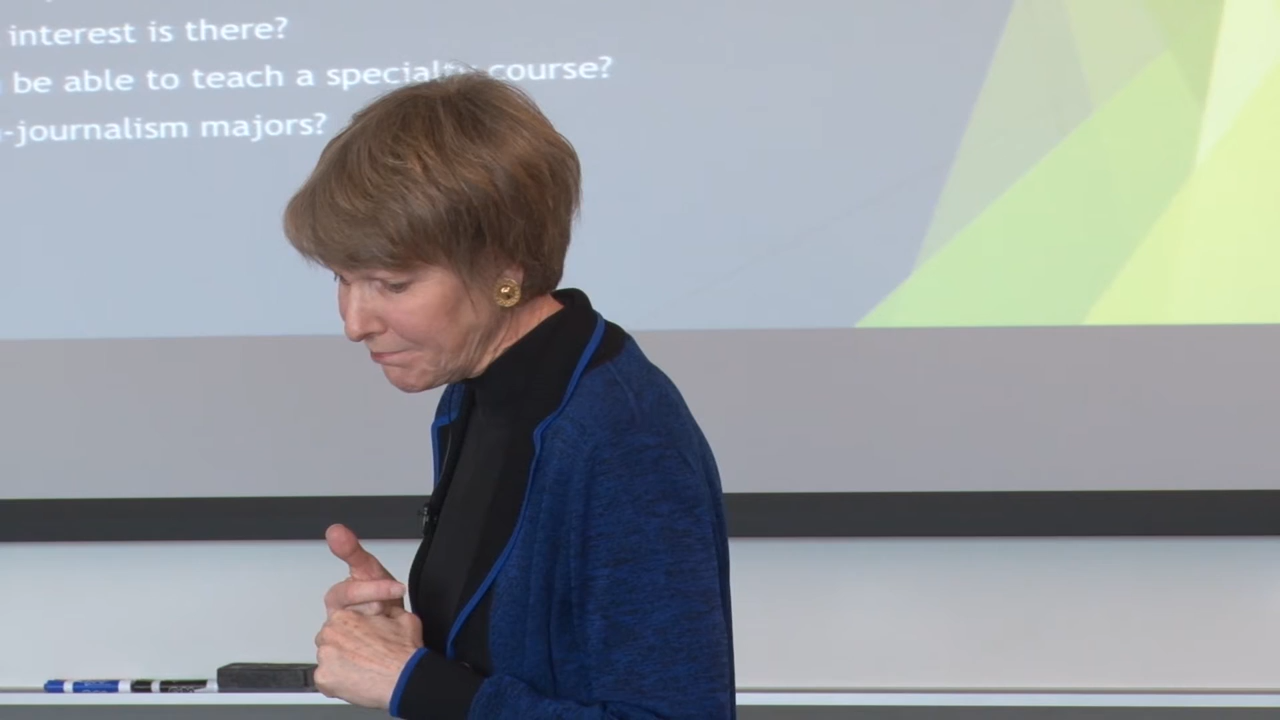 interest is there?
be able to teach a specialty course?
-journalism majors?